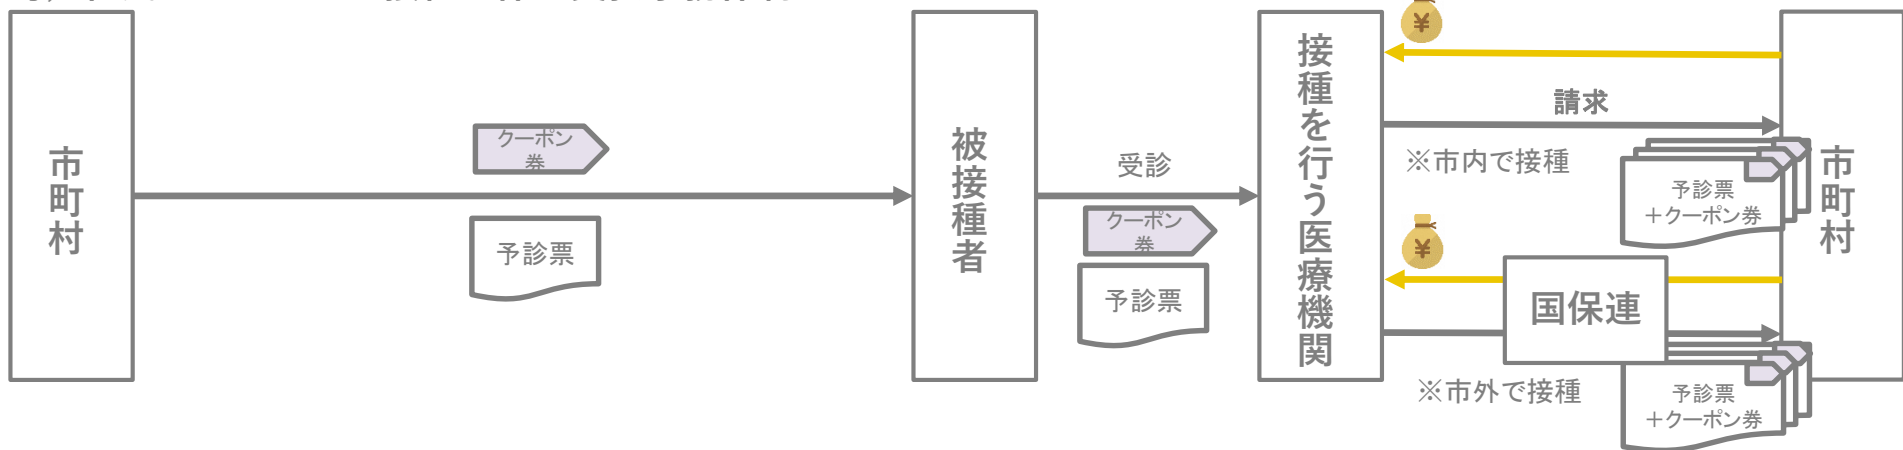 市町村
クーポン
券
予診票
被接種者
受診
クーポン
券
予診票
接種を行う医療機関
¥
請求
※市内で接種
予診票
＋クーポン券
¥
国保連
※市外で接種
予診票
＋クーポン券
市町村